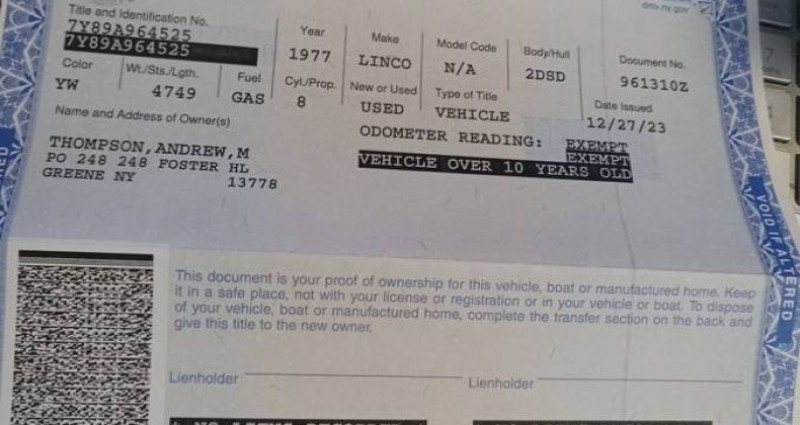 dmv.ny.gov
Title and Identification No.
7Y89A964525
7Y89A964525
Year
1977
Make
LINCO
Model Code
N/A
Body/Hull
2DSD
Document No.
961310Z
Color
YW
Wt./Sts./Lgth.
4749
Fuel
GAS
Cyl./Prop.
8
New or Used
USED
Type of Title
VEHICLE
Date Issued
12/27/23
Name and Address of Owner(s)
THOMPSON,ANDREW,M
PO 248 248 FOSTER HL
GREENE NY 13778
ODOMETER READING: EXEMPT
EXEMPT
VEHICLE OVER 10 YEARS OLD
VOID IF ALTERED
This document is your proof of ownership for this vehicle, boat or manufactured home. Keep
it in a safe place, not with your license or registration or in your vehicle or boat. To dispose
of your vehicle, boat or manufactured home, complete the transfer section on the back and
give this title to the new owner.
Lienholder
Lienholder